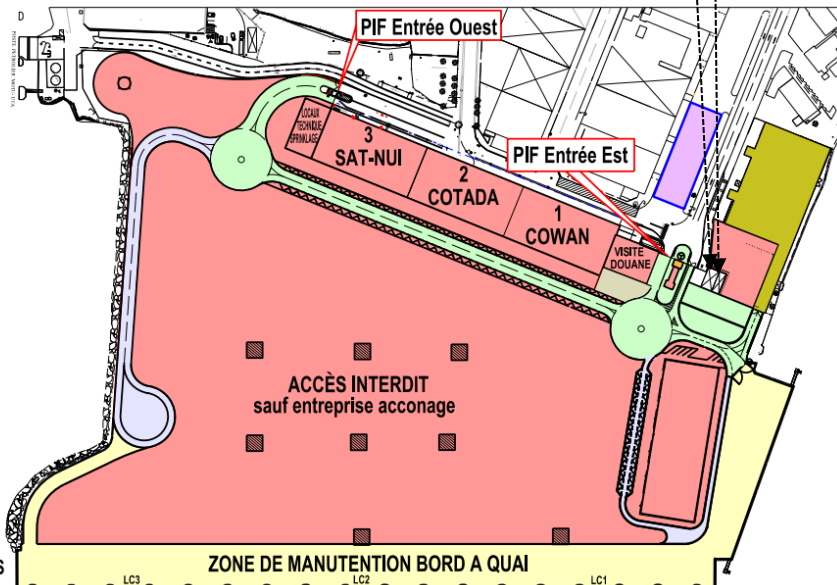 D
PIF Entrée Ouest
LOCAUX
TECHNIQUE
SPRINKLAGE
3
SAT-NUI
2
COTADA
PIF Entrée Est
1
COWAN
VISITE
DOUANE
ACCÈS INTERDIT
sauf entreprise acconage
ZONE DE MANUTENTION BORD A QUAI
S
LC3
LC2
LC1